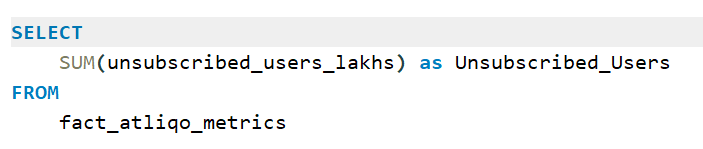 SELECT
SUM(unsubscribed_users_lakhs) as Unsubscribed_Users
FROM
fact_atliqo_metrics